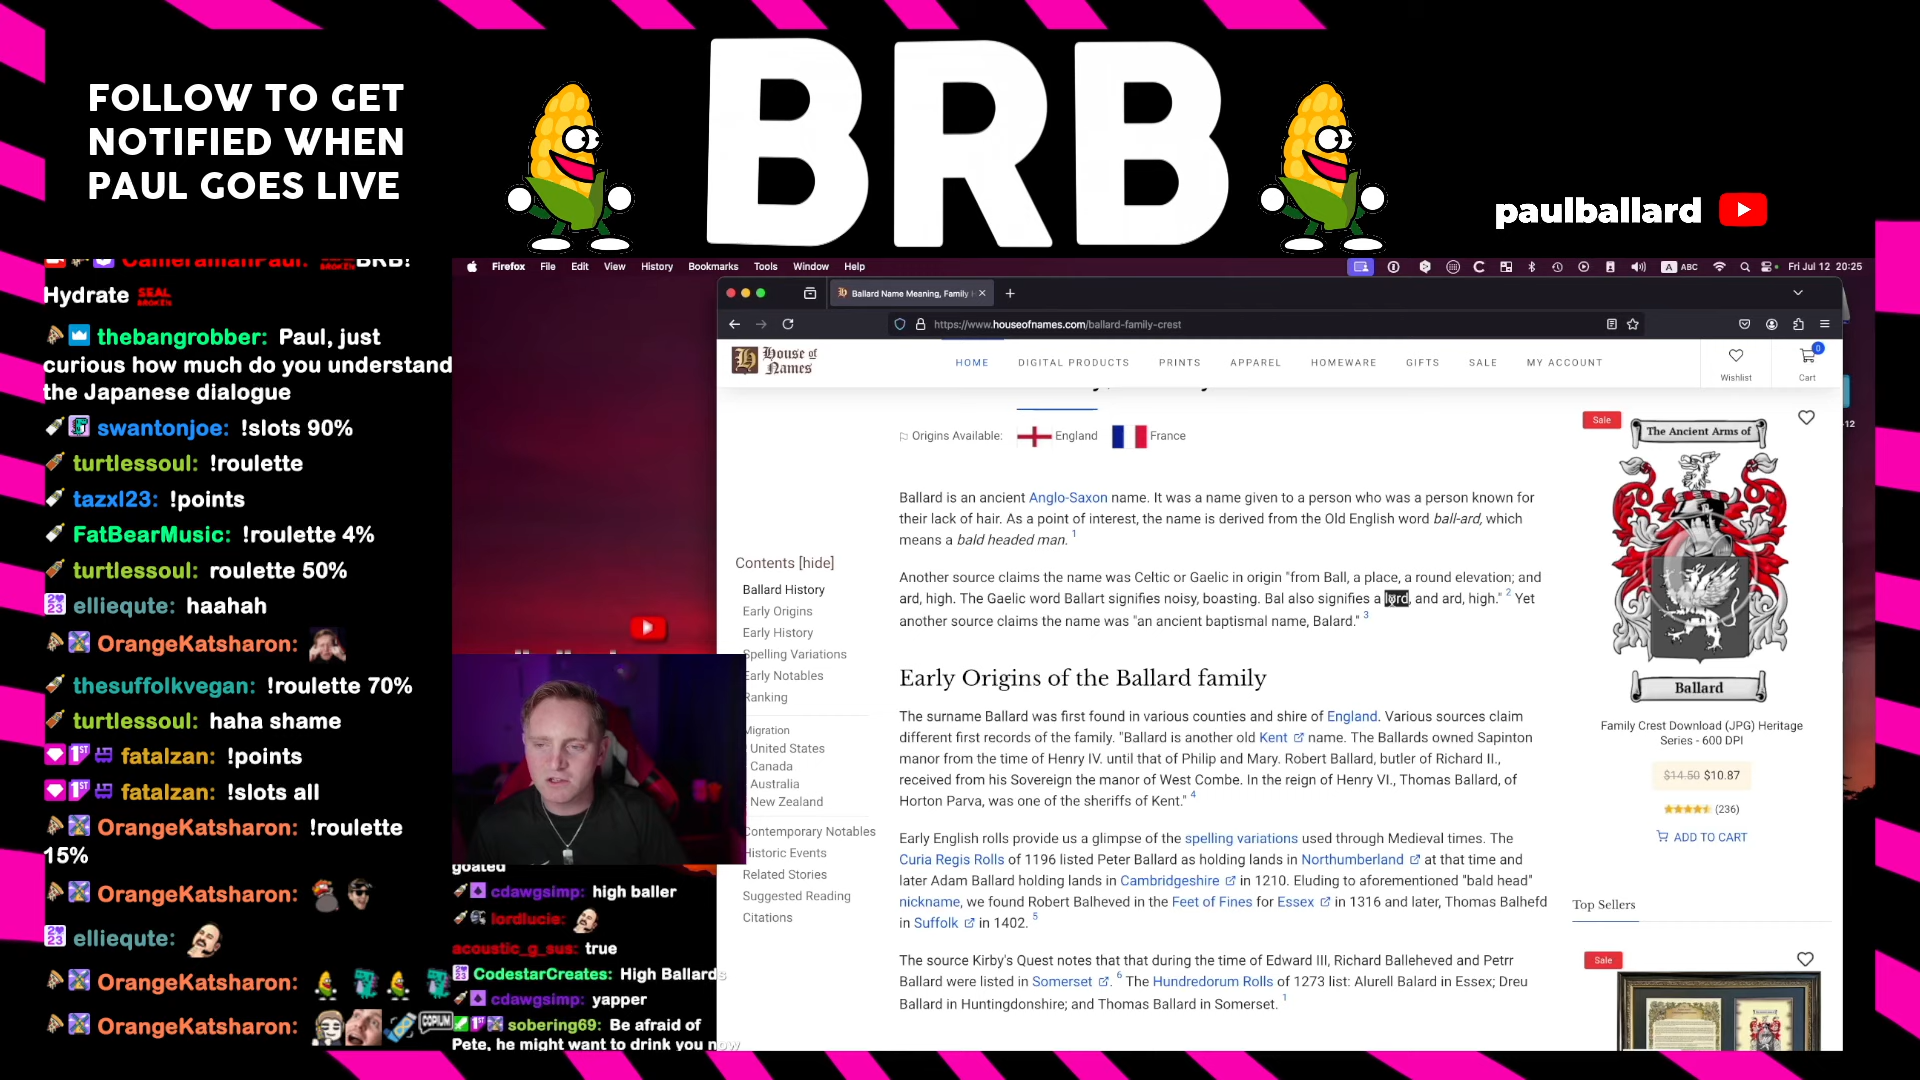 FOLLOW TO GET
NOTIFIED WHEN
PAUL GOES LIVE
BRB
paulballard
CameramanPaul: BRB!
Hydrate
thebangrobber: Paul, just
curious how much do you understand
the Japanese dialogue
swantonjoe: !slots 90%
turtlessoul: !roulette
tazxl23: !points
FatBearMusic: !roulette 4%
turtlessoul: roulette 50%
elliequte: haahah
OrangeKatsharon:
thesuffolkvegan: !roulette 70%
turtlessoul: haha shame
fatalzan: !points
fatalzan: !slots all
OrangeKatsharon: !roulette
15%
OrangeKatsharon:
elliequte:
OrangeKatsharon:
OrangeKatsharon: COPIUM
Firefox File Edit View History Bookmarks Tools Window Help
ABC Fri Jul 12 20:25
Ballard Name Meaning, Family
https://www.houseofnames.com/ballard-family-crest
House of
Names
HOME DIGITAL PRODUCTS PRINTS APPAREL HOMEWARE GIFTS SALE MY ACCOUNT
Wishlist
0
Cart
Origins Available: England France
Ballard is an ancient Anglo-Saxon name. It was a name given to a person who was a person known for
their lack of hair. As a point of interest, the name is derived from the Old English word ball-ard, which
means a bald headed man. 1
Another source claims the name was Celtic or Gaelic in origin "from Ball, a place, a round elevation; and
ard, high. The Gaelic word Ballart signifies noisy, boasting. Bal also signifies a lord, and ard, high." 2 Yet
another source claims the name was "an ancient baptismal name, Balard." 3
Early Origins of the Ballard family
The surname Ballard was first found in various counties and shire of England. Various sources claim
different first records of the family. "Ballard is another old Kent name. The Ballards owned Sapinton
manor from the time of Henry IV. until that of Philip and Mary. Robert Ballard, butler of Richard II.,
received from his Sovereign the manor of West Combe. In the reign of Henry VI., Thomas Ballard, of
Horton Parva, was one of the sheriffs of Kent." 4
Early English rolls provide us a glimpse of the spelling variations used through Medieval times. The
Curia Regis Rolls of 1196 listed Peter Ballard as holding lands in Northumberland at that time and
later Adam Ballard holding lands in Cambridgeshire in 1210. Eluding to aforementioned "bald head"
nickname, we found Robert Balheved in the Feet of Fines for Essex in 1316 and later, Thomas Balhefd
in Suffolk in 1402. 5
The source Kirby's Quest notes that that during the time of Edward III, Richard Balleheved and Petrr
Ballard were listed in Somerset. 6 The Hundredorum Rolls of 1273 list: Alurell Balard in Essex; Dreu
Ballard in Huntingdonshire; and Thomas Ballard in Somerset. 1
Contents [hide]
Ballard History
Early Origins
Early History
Spelling Variations
Early Notables
Ranking
Migration
United States
Canada
Australia
New Zealand
Contemporary Notables
Historic Events
Related Stories
Suggested Reading
Citations
Sale
The Ancient Arms of
Ballard
Family Crest Download (JPG) Heritage
Series - 600 DPI
$14.50 $10.87
(236)
ADD TO CART
Top Sellers
Sale
-12
goated
cdawgsimp: high baller
lordlucie:
acoustic_g_sus: true
CodestarCreates: High Ballards
cdawgsimp: yapper
sobering69: Be afraid of
Pete, he might want to drink you now